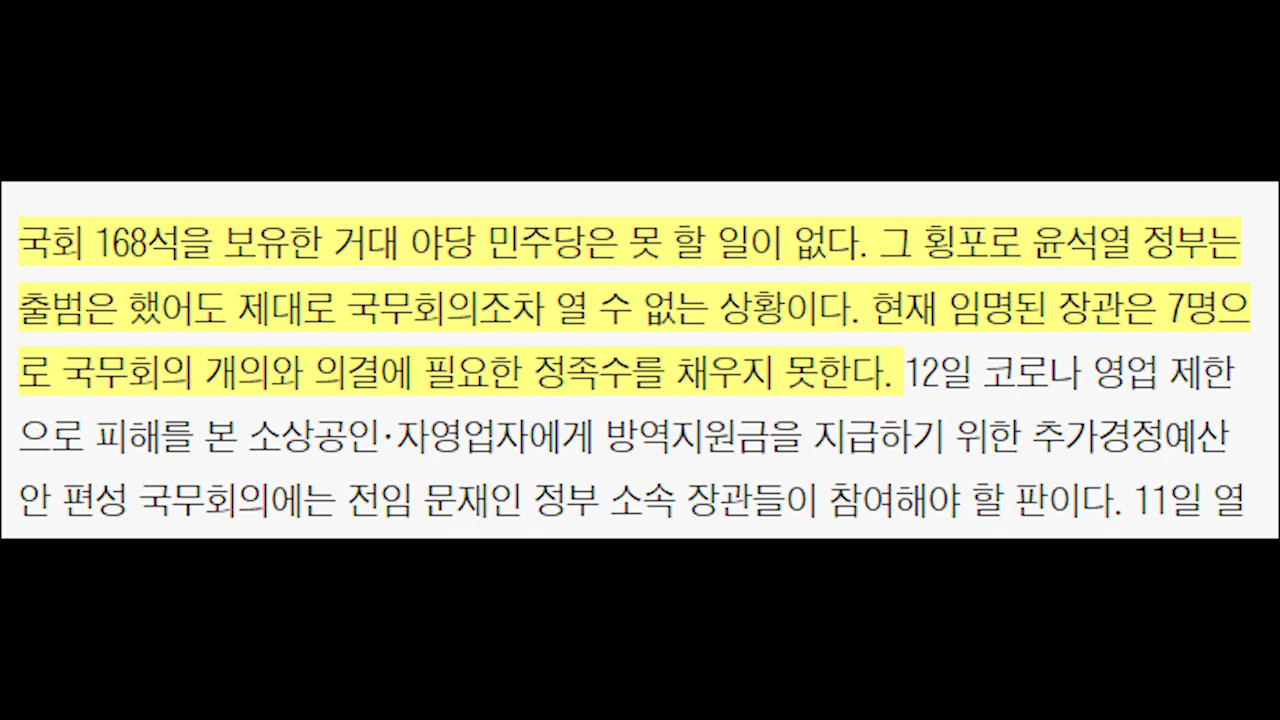 국회 168석을 보유한 거대 야당 민주당은 못 할 일이 없다. 그 횡포로 윤석열 정부는
출범은 했어도 제대로 국무회의조차 열 수 없는 상황이다. 현재 임명된 장관은 7명으
로 국무회의 개의와 의결에 필요한 정족수를 채우지 못한다. 12일 코로나 영업 제한
으로 피해를 본 소상공인·자영업자에게 방역지원금을 지급하기 위한 추가경정예산
안 편성 국무회의에는 전임 문재인 정부 소속 장관들이 참여해야 할 판이다. 11일 열